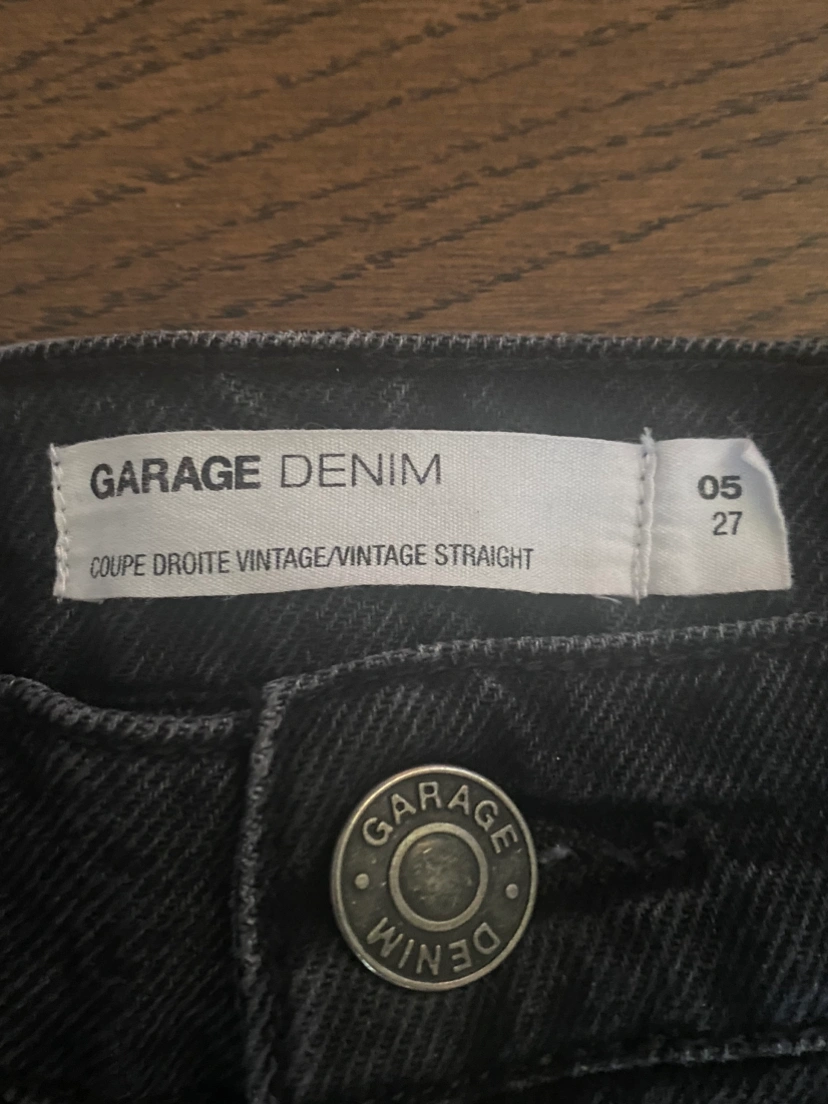 GARAGE DENIM
COUPE DROITE VINTAGE/VINTAGE STRAIGHT
05
27
GARAGE
DENIM